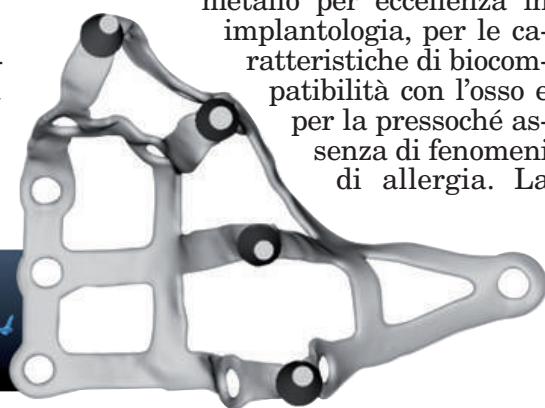 metallo per eccellenza in
implantologia, per le ca-
ratteristiche di biocom-
patibilità con l'osso e
per la pressoché as-
senza di fenomeni
di allergia. La